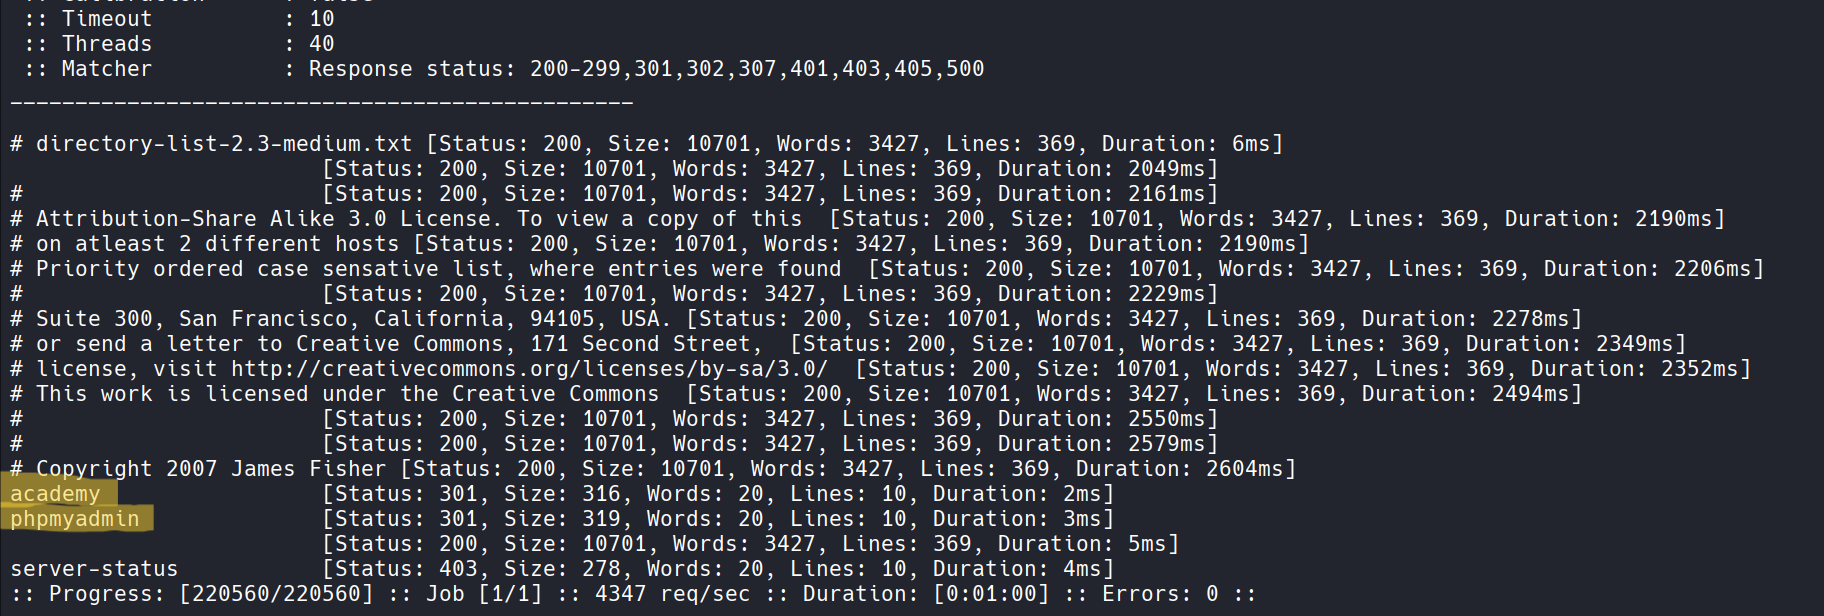 :: Timeout          : 10
:: Threads          : 40
:: Matcher          : Response status: 200-299,301,302,307,401,403,405,500
________________________________________________
# directory-list-2.3-medium.txt [Status: 200, Size: 10701, Words: 3427, Lines: 369, Duration: 6ms]
[Status: 200, Size: 10701, Words: 3427, Lines: 369, Duration: 2049ms]
# [Status: 200, Size: 10701, Words: 3427, Lines: 369, Duration: 2161ms]
# Attribution-Share Alike 3.0 License. To view a copy of this  [Status: 200, Size: 10701, Words: 3427, Lines: 369, Duration: 2190ms]
# on atleast 2 different hosts [Status: 200, Size: 10701, Words: 3427, Lines: 369, Duration: 2190ms]
# Priority ordered case sensative list, where entries were found  [Status: 200, Size: 10701, Words: 3427, Lines: 369, Duration: 2206ms]
# [Status: 200, Size: 10701, Words: 3427, Lines: 369, Duration: 2229ms]
# Suite 300, San Francisco, California, 94105, USA. [Status: 200, Size: 10701, Words: 3427, Lines: 369, Duration: 2278ms]
# or send a letter to Creative Commons, 171 Second Street,  [Status: 200, Size: 10701, Words: 3427, Lines: 369, Duration: 2349ms]
# license, visit http://creativecommons.org/licenses/by-sa/3.0/  [Status: 200, Size: 10701, Words: 3427, Lines: 369, Duration: 2352ms]
# This work is licensed under the Creative Commons  [Status: 200, Size: 10701, Words: 3427, Lines: 369, Duration: 2494ms]
# [Status: 200, Size: 10701, Words: 3427, Lines: 369, Duration: 2550ms]
# [Status: 200, Size: 10701, Words: 3427, Lines: 369, Duration: 2579ms]
# Copyright 2007 James Fisher [Status: 200, Size: 10701, Words: 3427, Lines: 369, Duration: 2604ms]
academy [Status: 301, Size: 316, Words: 20, Lines: 10, Duration: 2ms]
phpmyadmin [Status: 301, Size: 319, Words: 20, Lines: 10, Duration: 3ms]
[Status: 200, Size: 10701, Words: 3427, Lines: 369, Duration: 5ms]
server-status [Status: 403, Size: 278, Words: 20, Lines: 10, Duration: 4ms]
:: Progress: [220560/220560] :: Job [1/1] :: 4347 req/sec :: Duration: [0:01:00] :: Errors: 0 ::